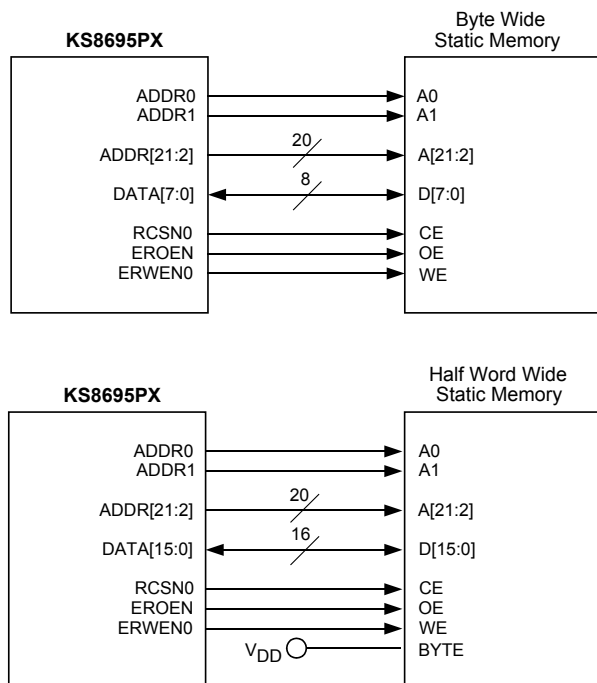 Byte Wide
Static Memory
KS8695PX
ADDR0
A0
ADDR1
A1
ADDR[21:2]
20
A[21:2]
DATA[7:0]
8
D[7:0]
RCSN0
CE
EROEN
OE
ERWEN0
WE
Half Word Wide
Static Memory
KS8695PX
ADDR0
A0
ADDR1
A1
ADDR[21:2]
20
A[21:2]
DATA[15:0]
16
D[15:0]
RCSN0
CE
EROEN
OE
ERWEN0
WE
VDD
BYTE